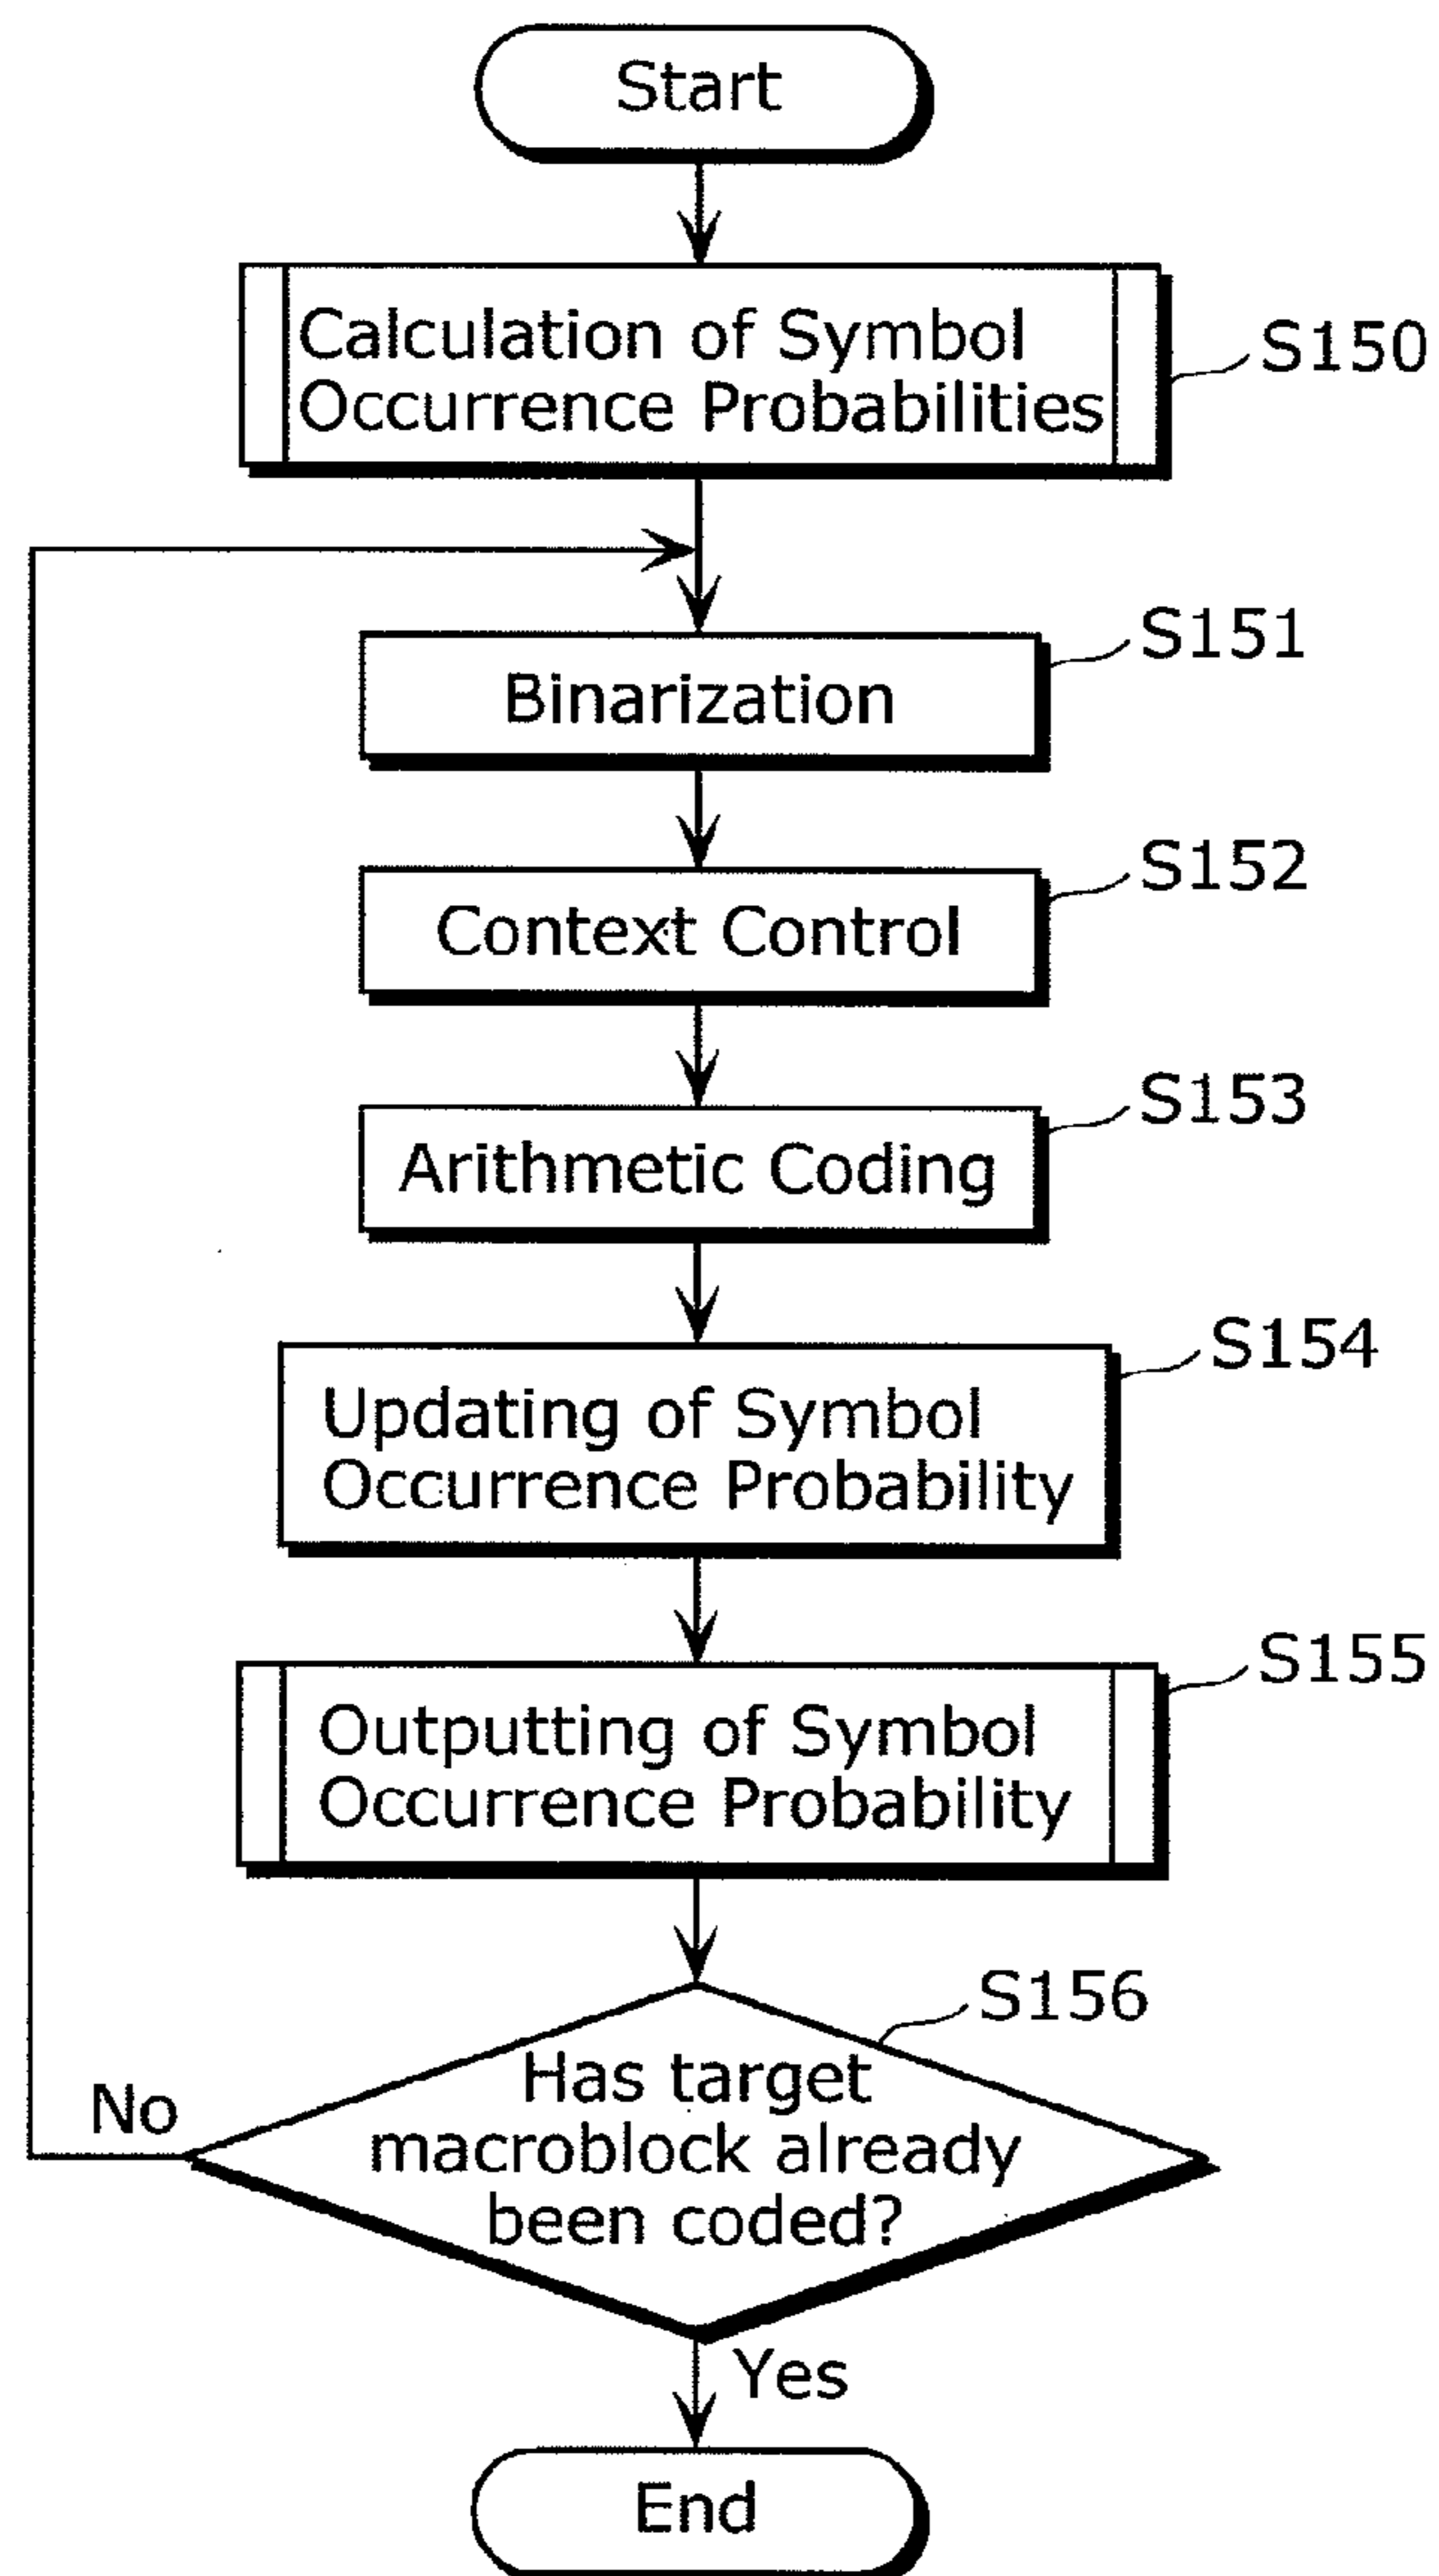 Start
Calculation of Symbol
Occurrence Probabilities
S150
S151
Binarization
S152
Context Control
S153
Arithmetic Coding
S154
Updating of Symbol
Occurrence Probability
S155
Outputting of Symbol
Occurrence Probability
S156
Has target
macroblock already
been coded?
No
Yes
End